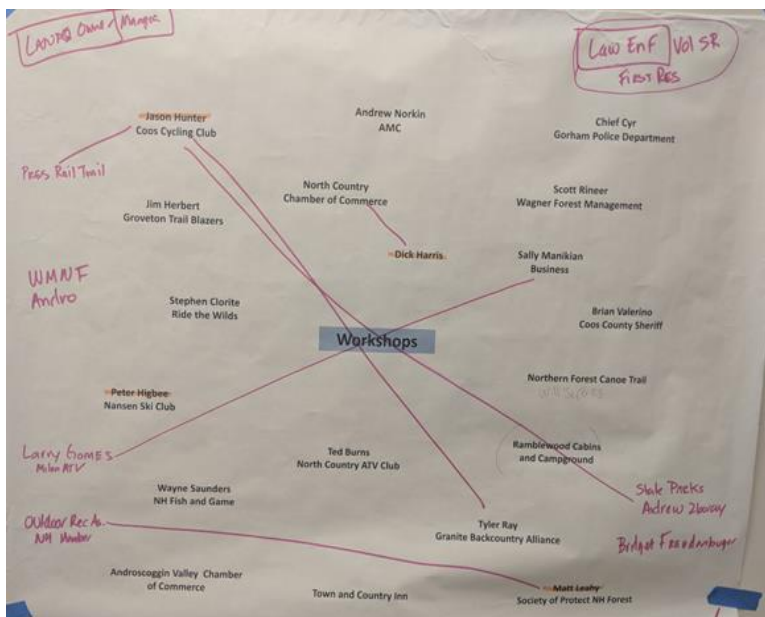 LAND Owner / Manager
Law Enf Vol SR
First Res
Jason Hunter
Coos Cycling Club
Andrew Norkin
AMC
Chief Cyr
Gorham Police Department
Pres Rail Trail
North Country
Chamber of Commerce
Scott Rineer
Wagner Forest Management
Jim Herbert
Groveton Trail Blazers
Dick Harris
Sally Manikian
Business
WMNF
Andro
Stephen Clorite
Ride the Wilds
Brian Valerino
Coos County Sheriff
Workshops
Northern Forest Canoe Trail
Peter Higbee
Nansen Ski Club
Larry Gomes
Milan ATV
Ted Burns
North Country ATV Club
Ramblewood Cabins
and Campground
Wayne Saunders
NH Fish and Game
State Parks
Outdoor Rec
NH Member
Tyler Ray
Granite Backcountry Alliance
Bridget
Androscoggin Valley Chamber
of Commerce
Town and Country Inn
Matt Leahy
Society of Protect NH Forest